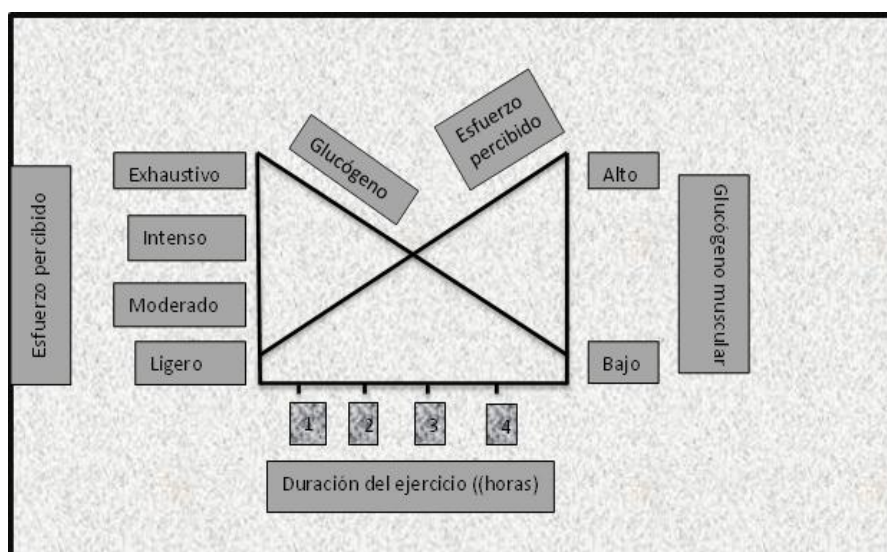 Esfuerzo
percibido
Glucógeno
Exhaustivo
Alto
Intenso
Esfuerzo percibido
Glucógeno muscular
Moderado
Ligero
Bajo
1 2 3 4
Duración del ejercicio ((horas)